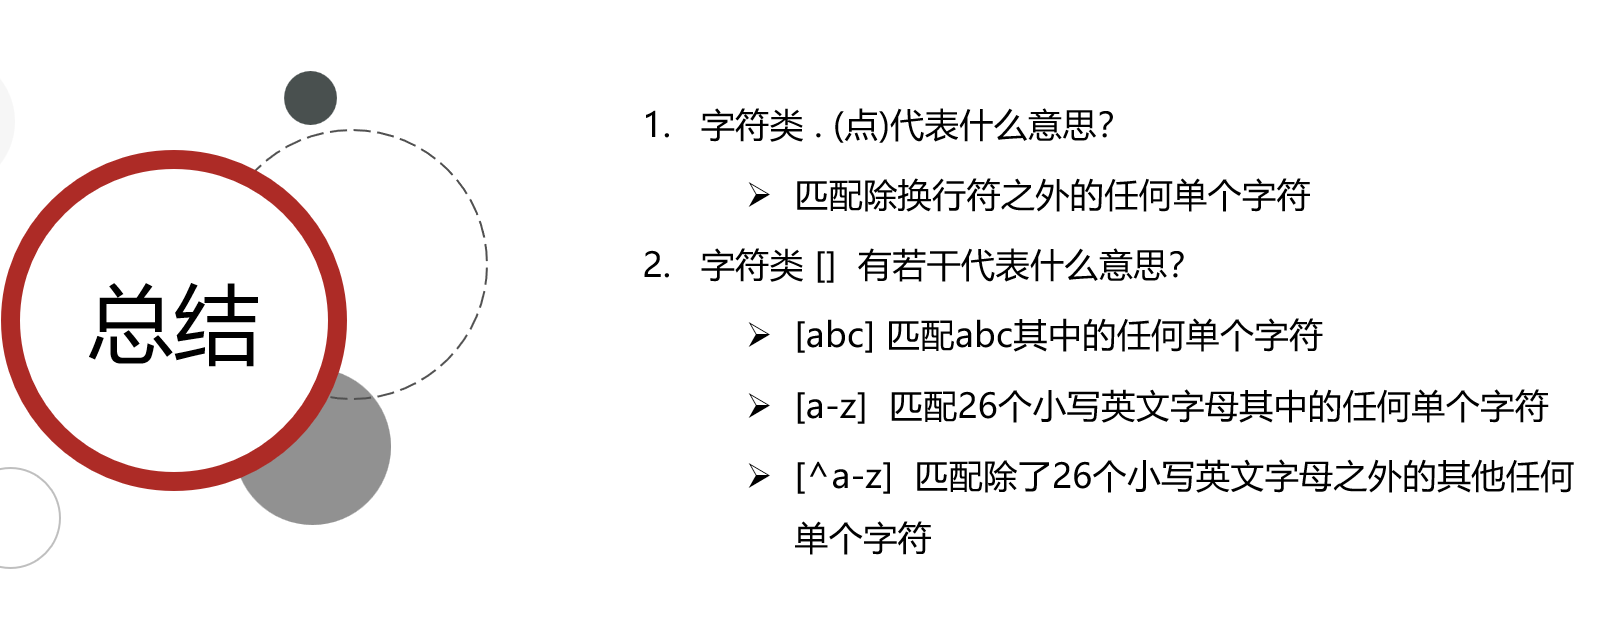 总结
1. 字符类 . (点)代表什么意思?
➢ 匹配除换行符之外的任何单个字符
2. 字符类 [] 有若干代表什么意思?
➢ [abc] 匹配abc其中的任何单个字符
➢ [a-z] 匹配26个小写英文字母其中的任何单个字符
➢ [^a-z] 匹配除了26个小写英文字母之外的其他任何
单个字符